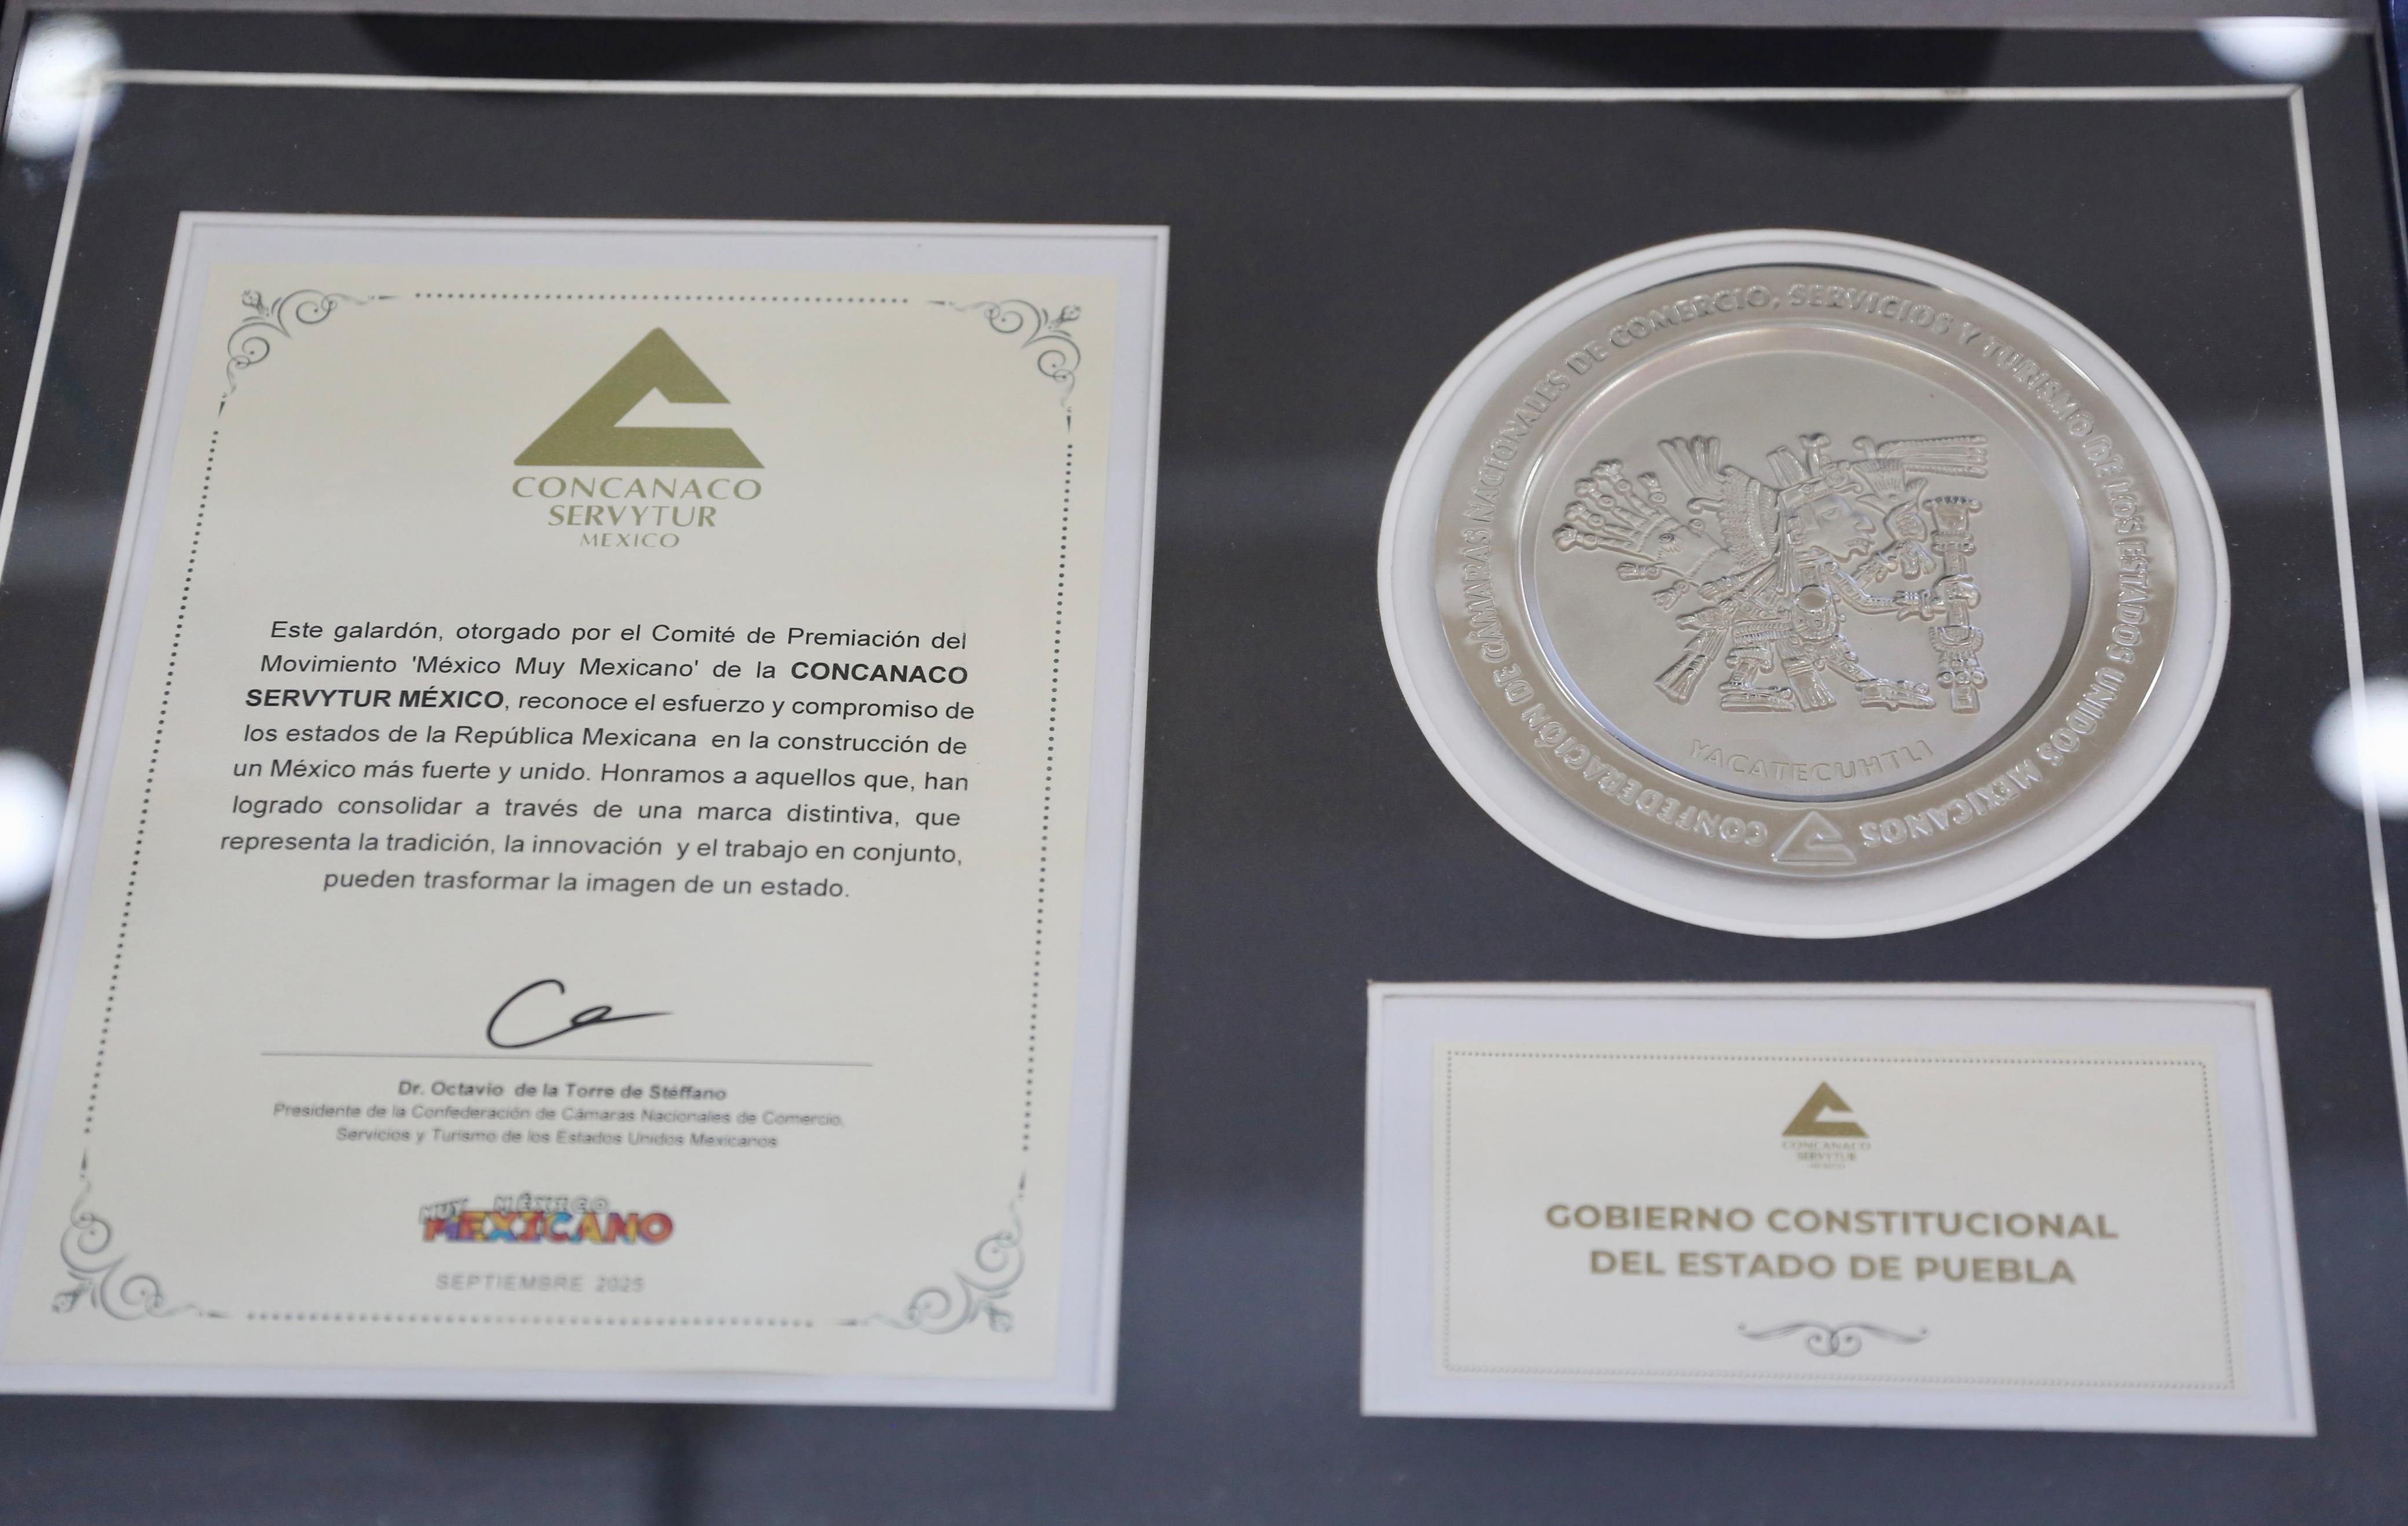 CONCANACO
SERVYTUR
MEXICO
Este galardón, otorgado por el Comité de Premiación del
Movimiento 'México Muy Mexicano' de la CONCANACO
SERVYTUR MÉXICO, reconoce el esfuerzo y compromiso de
los estados de la República Mexicana en la construcción de
un México más fuerte y unido. Honramos a aquellos que, han
logrado consolidar a través de una marca distintiva, que
representa la tradición, la innovación y el trabajo en conjunto,
pueden trasformar la imagen de un estado.
Dr. Octavio de la Torre de Stéffano
Presidente de la Confederación de Cámaras Nacionales de Comercio,
Servicios y Turismo de los Estados Unidos Mexicanos
MÉXICO
MUY
MEXICANO
SEPTIEMBRE 2025
CONFEDERACIÓN DE CÁMARAS NACIONALES DE COMERCIO, SERVICIOS Y TURISMO DE LOS ESTADOS UNIDOS MEXICANOS
YACATECUHTLI
CONCANACO
SERVYTUR
MEXICO
GOBIERNO CONSTITUCIONAL
DEL ESTADO DE PUEBLA